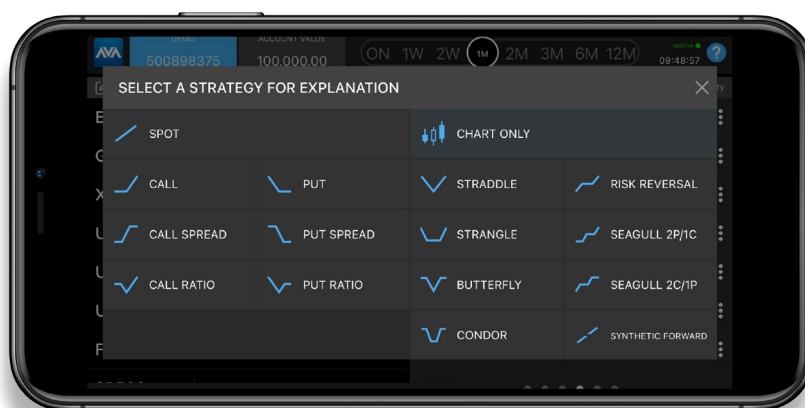 AVA
DEMO
500898375
ACCOUNT VALUE
100,000.00
ON 1W 2W 1M 2M 3M 6M 12M
online
09:48:57
?
SELECT A STRATEGY FOR EXPLANATION
SPOT
CHART ONLY
CALL
PUT
STRADDLE
RISK REVERSAL
CALL SPREAD
PUT SPREAD
STRANGLE
SEAGULL 2P/1C
CALL RATIO
PUT RATIO
BUTTERFLY
SEAGULL 2C/1P
CONDOR
SYNTHETIC FORWARD